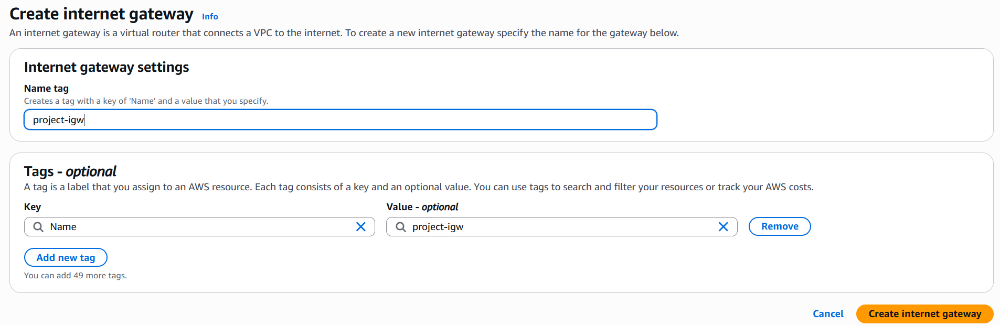 Create internet gateway Info
An internet gateway is a virtual router that connects a VPC to the internet. To create a new internet gateway specify the name for the gateway below.
Internet gateway settings
Name tag
Creates a tag with a key of 'Name' and a value that you specify.
project-igw
Tags - optional
A tag is a label that you assign to an AWS resource. Each tag consists of a key and an optional value. You can use tags to search and filter your resources or track your AWS costs.
Key Value - optional
Name project-igw Remove
Add new tag
You can add 49 more tags.
Cancel Create internet gateway